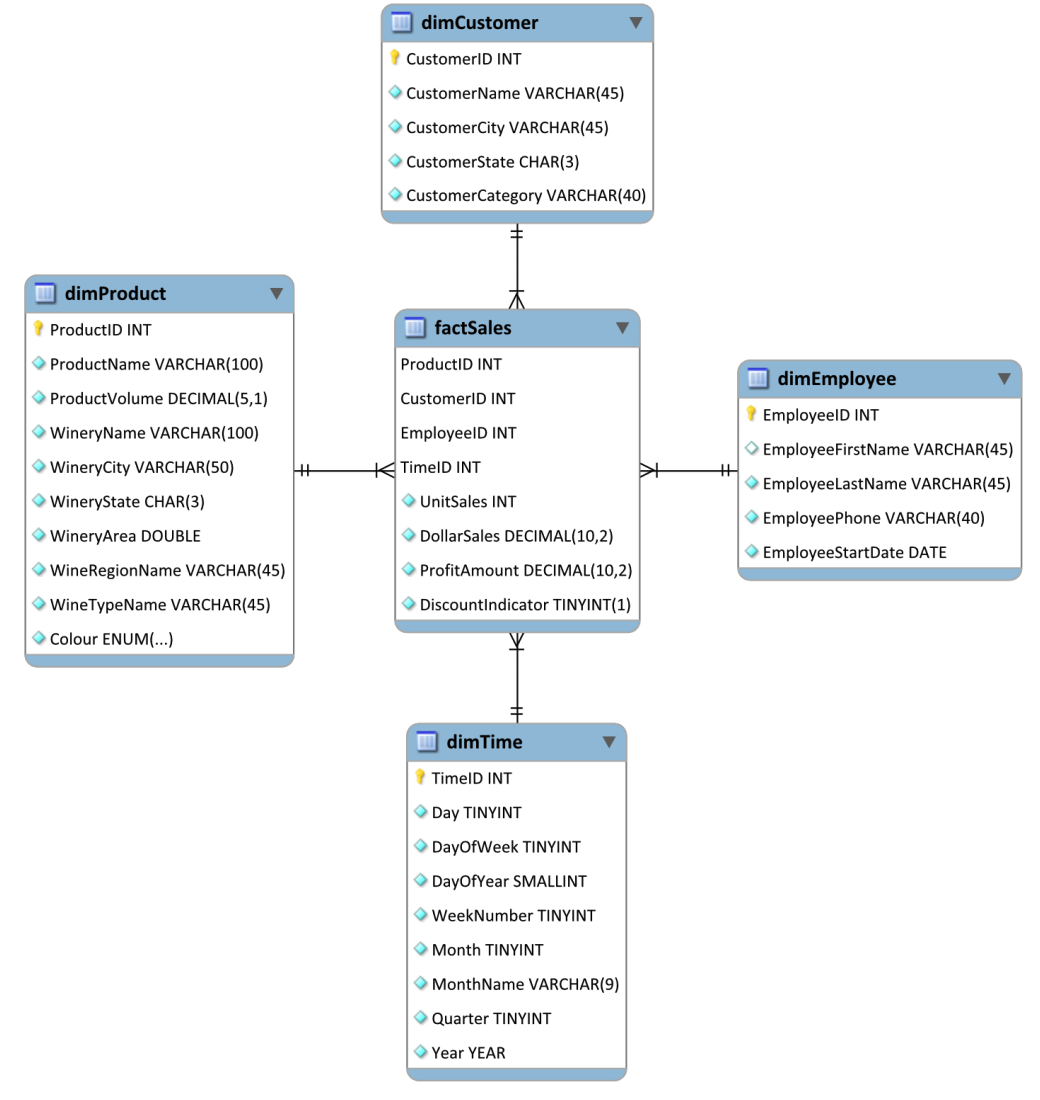 dimCustomer
CustomerID INT
CustomerName VARCHAR(45)
CustomerCity VARCHAR(45)
CustomerState CHAR(3)
CustomerCategory VARCHAR(40)
dimProduct
ProductID INT
ProductName VARCHAR(100)
ProductVolume DECIMAL(5,1)
WineryName VARCHAR(100)
WineryCity VARCHAR(50)
WineryState CHAR(3)
WineryArea DOUBLE
WineRegionName VARCHAR(45)
WineTypeName VARCHAR(45)
Colour ENUM(...)
factSales
ProductID INT
CustomerID INT
EmployeeID INT
TimeID INT
UnitSales INT
DollarSales DECIMAL(10,2)
ProfitAmount DECIMAL(10,2)
DiscountIndicator TINYINT(1)
dimEmployee
EmployeeID INT
EmployeeFirstName VARCHAR(45)
EmployeeLastName VARCHAR(45)
EmployeePhone VARCHAR(40)
EmployeeStartDate DATE
dimTime
TimeID INT
Day TINYINT
DayOfWeek TINYINT
DayOfYear SMALLINT
WeekNumber TINYINT
Month TINYINT
MonthName VARCHAR(9)
Quarter TINYINT
Year YEAR